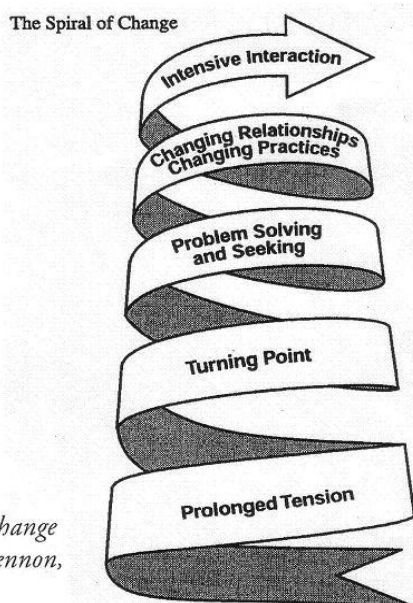 The Spiral of Change
Intensive Interaction
Changing Relationships
Changing Practices
Problem Solving
and Seeking
Turning Point
Prolonged Tension
hange
ennon,